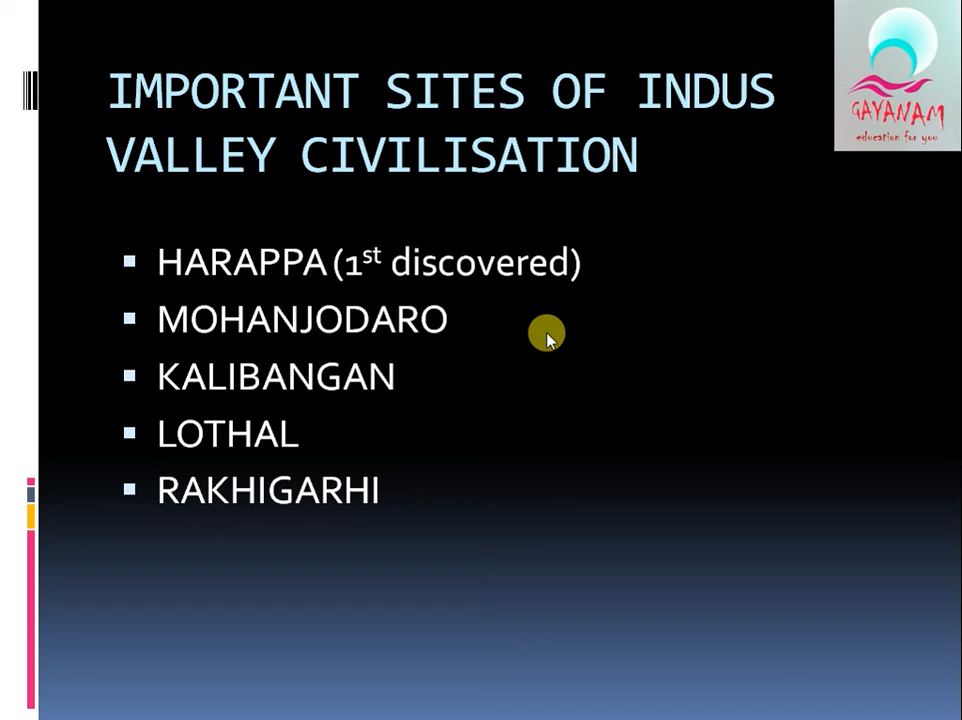 IMPORTANT SITES OF INDUS
VALLEY CIVILISATION
GAYANAM
education for you
HARAPPA (1st discovered)
MOHANJODARO
KALIBANGAN
LOTHAL
RAKHIGARHI